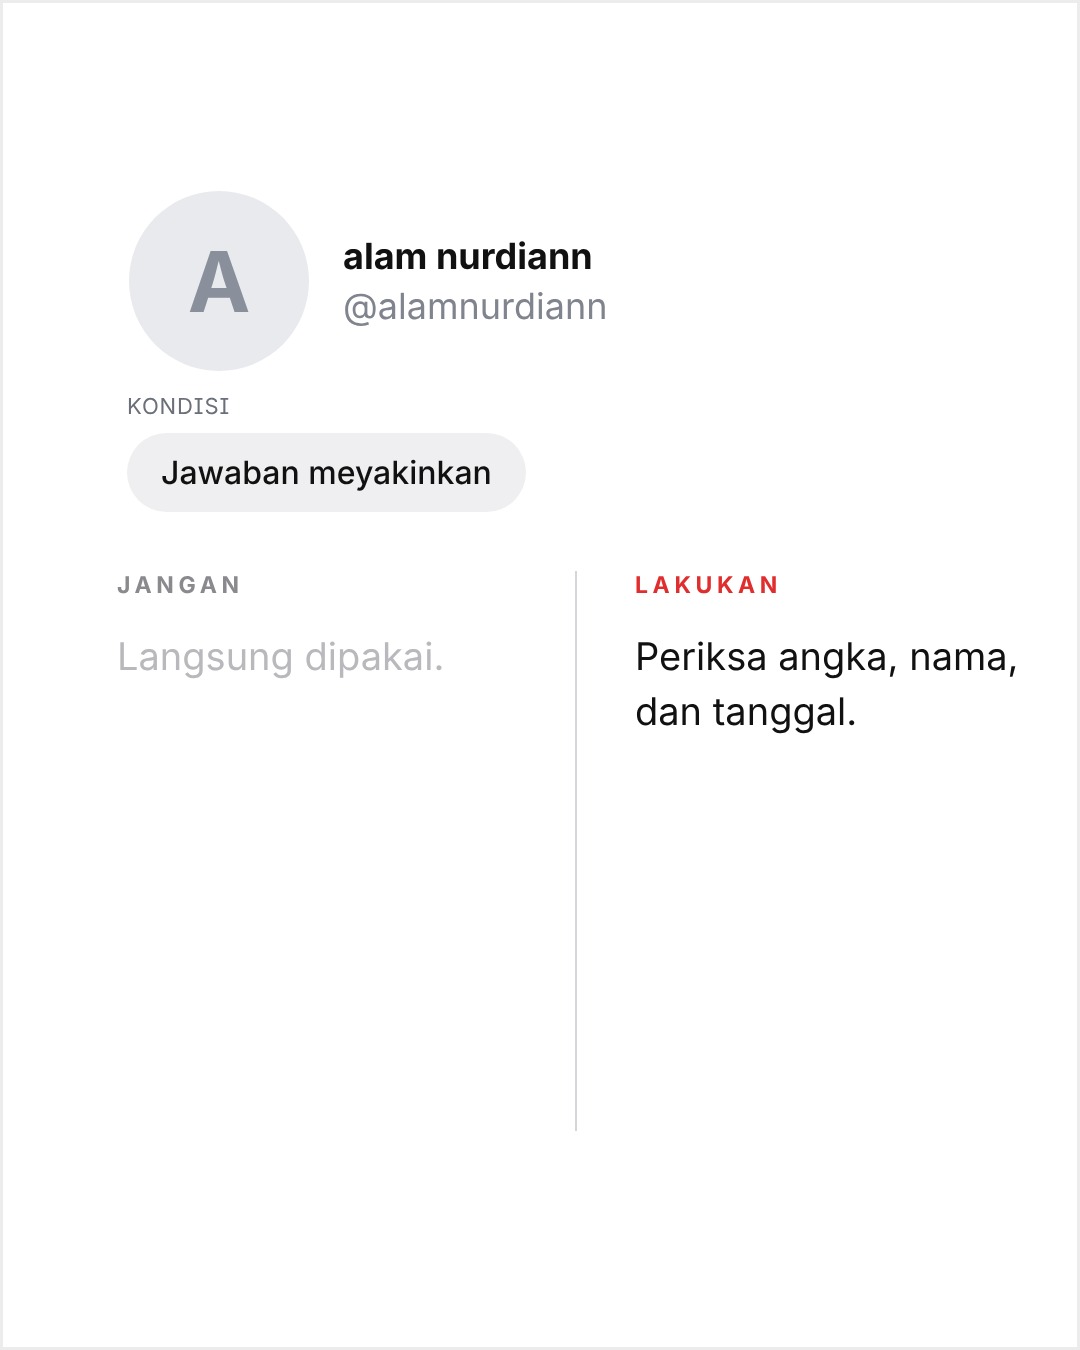 A
alam nurdiann
@alamnurdiann
KONDISI
Jawaban meyakinkan
JANGAN
Langsung dipakai.
LAKUKAN
Periksa angka, nama,
dan tanggal.